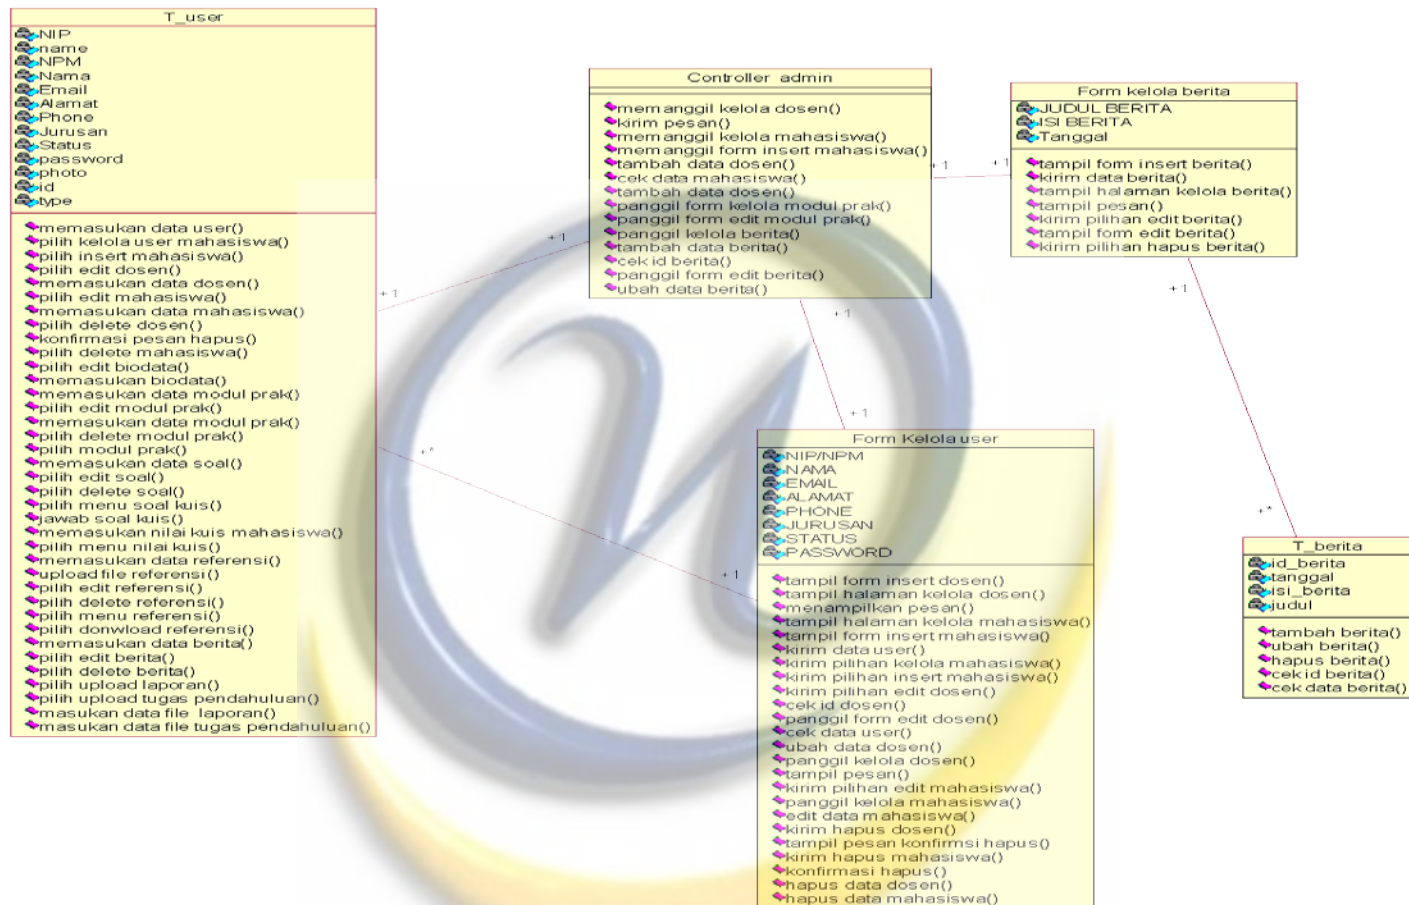 T_user
NIP
name
NPM
Nama
Email
Alamat
Phone
Jurusan
Status
password
photo
id
type
memasukan data user()
pilih kelola user mahasiswa()
pilih insert mahasiswa()
pilih edit dosen()
memasukan data dosen()
pilih edit mahasiswa()
memasukan data mahasiswa()
pilih delete dosen()
konfirmasi pesan hapus()
pilih delete mahasiswa()
pilih edit biodata()
memasukan biodata()
memasukan data modul prak()
pilih edit modul prak()
memasukan data modul prak()
pilih delete modul prak()
pilih modul prak()
memasukan data soal()
pilih edit soal()
pilih delete soal()
pilih menu soal kuis()
jawab soal kuis()
memasukan nilai kuis mahasiswa()
pilih menu nilai kuis()
memasukan data referensi()
upload file referensi()
pilih edit referensi()
pilih delete referensi()
pilih menu referensi()
pilih donwload referensi()
memasukan data berita()
pilih edit berita()
pilih delete berita()
pilih upload laporan()
pilih upload tugas pendahuluan()
masukan data file laporan()
masukan data file tugas pendahuluan()
+1
+1
+*
+1
Controller admin
memanggil kelola dosen()
kirim pesan()
memanggil kelola mahasiswa()
memanggil form insert mahasiswa()
tambah data dosen()
cek data mahasiswa()
tambah data dosen()
panggil form kelola modul prak()
panggil form edit modul prak()
panggil kelola berita()
tambah data berita()
cek id berita()
panggil form edit berita()
ubah data berita()
+1
+1
+1
+1
Form kelola berita
JUDUL BERITA
ISI BERITA
Tanggal
tampil form insert berita()
kirim data berita()
tampil halaman kelola berita()
tampil pesan()
kirim pilihan edit berita()
tampil form edit berita()
kirim pilihan hapus berita()
+1
+*
Form Kelola user
NIP/NPM
NAMA
EMAIL
ALAMAT
PHONE
JURUSAN
STATUS
PASSWORD
tampil form insert dosen()
tampil halaman kelola dosen()
menampilkan pesan()
tampil halaman kelola mahasiswa()
tampil form insert mahasiswa()
kirim data user()
kirim pilihan kelola mahasiswa()
kirim pilihan insert mahasiswa()
kirim pilihan edit dosen()
cek id dosen()
panggil form edit dosen()
cek data user()
ubah data dosen()
panggil kelola dosen()
tampil pesan()
kirim pilihan edit mahasiswa()
panggil kelola mahasiswa()
edit data mahasiswa()
kirim hapus dosen()
tampil pesan konfirmsi hapus()
kirim hapus mahasiswa()
konfirmasi hapus()
hapus data dosen()
hapus data mahasiswa()
T_berita
id_berita
tanggal
isi_berita
judul
tambah berita()
ubah berita()
hapus berita()
cek id berita()
cek data berita()